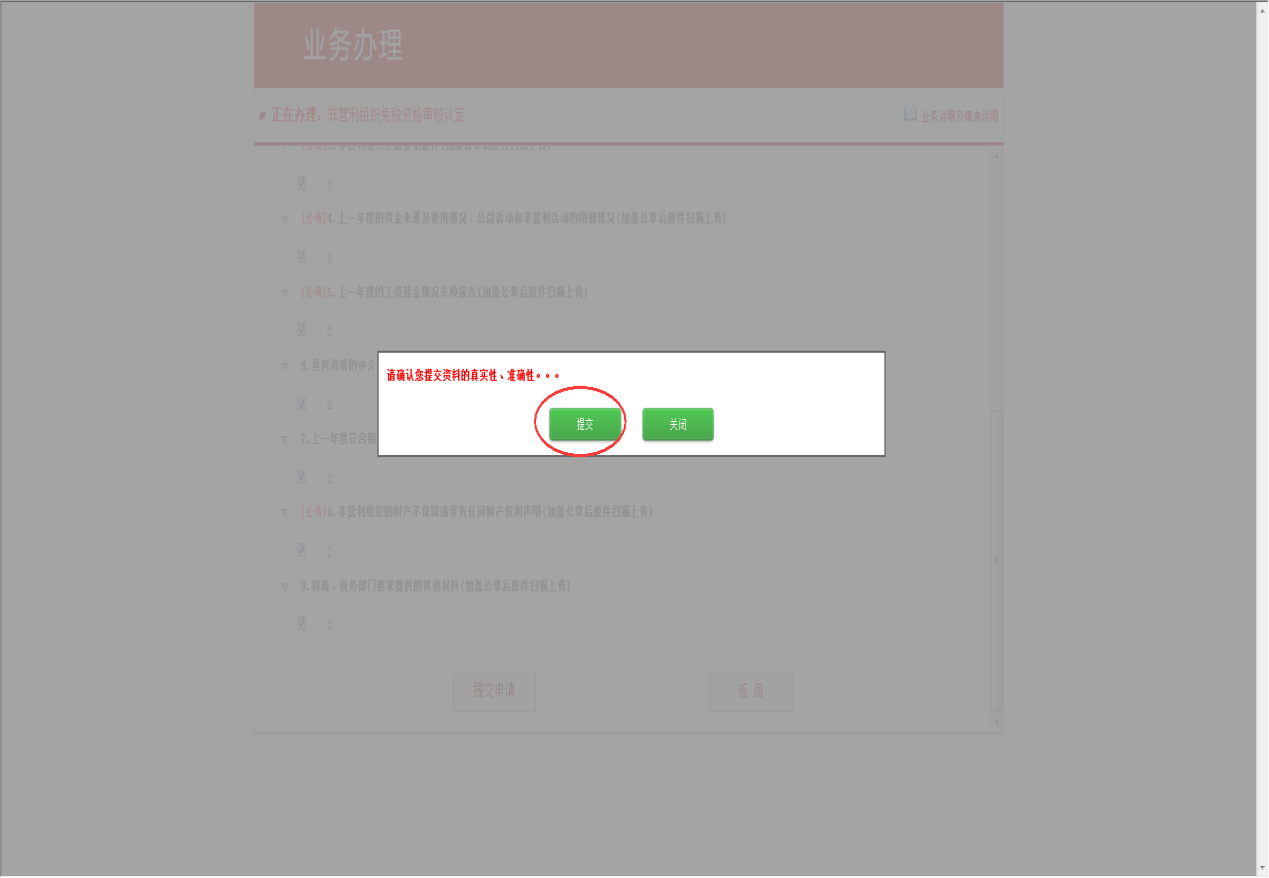 业务办理
正在办理：非营利组织免税资格审核认定
业务说明及填表说明
3
[必传]4.上一年度的资金来源及使用情况、公益活动和非营利活动的明细情况(加盖公章后原件扫描上传)
2
[必传]5.上一年度的工资薪金情况专项报告(加盖公章后原件扫描上传)
2
6.具有资质的中介
请确认您提交资料的真实性、准确性。。。
2
提交 关闭
7.上一年度符合相
2
[必传]8.非营利组织的财产不保留或享有任何财产权利声明(加盖公章后原件扫描上传)
2
9.财政、税务部门要求提供的其他材料(加盖公章后原件扫描上传)
2
提交申请 返 回